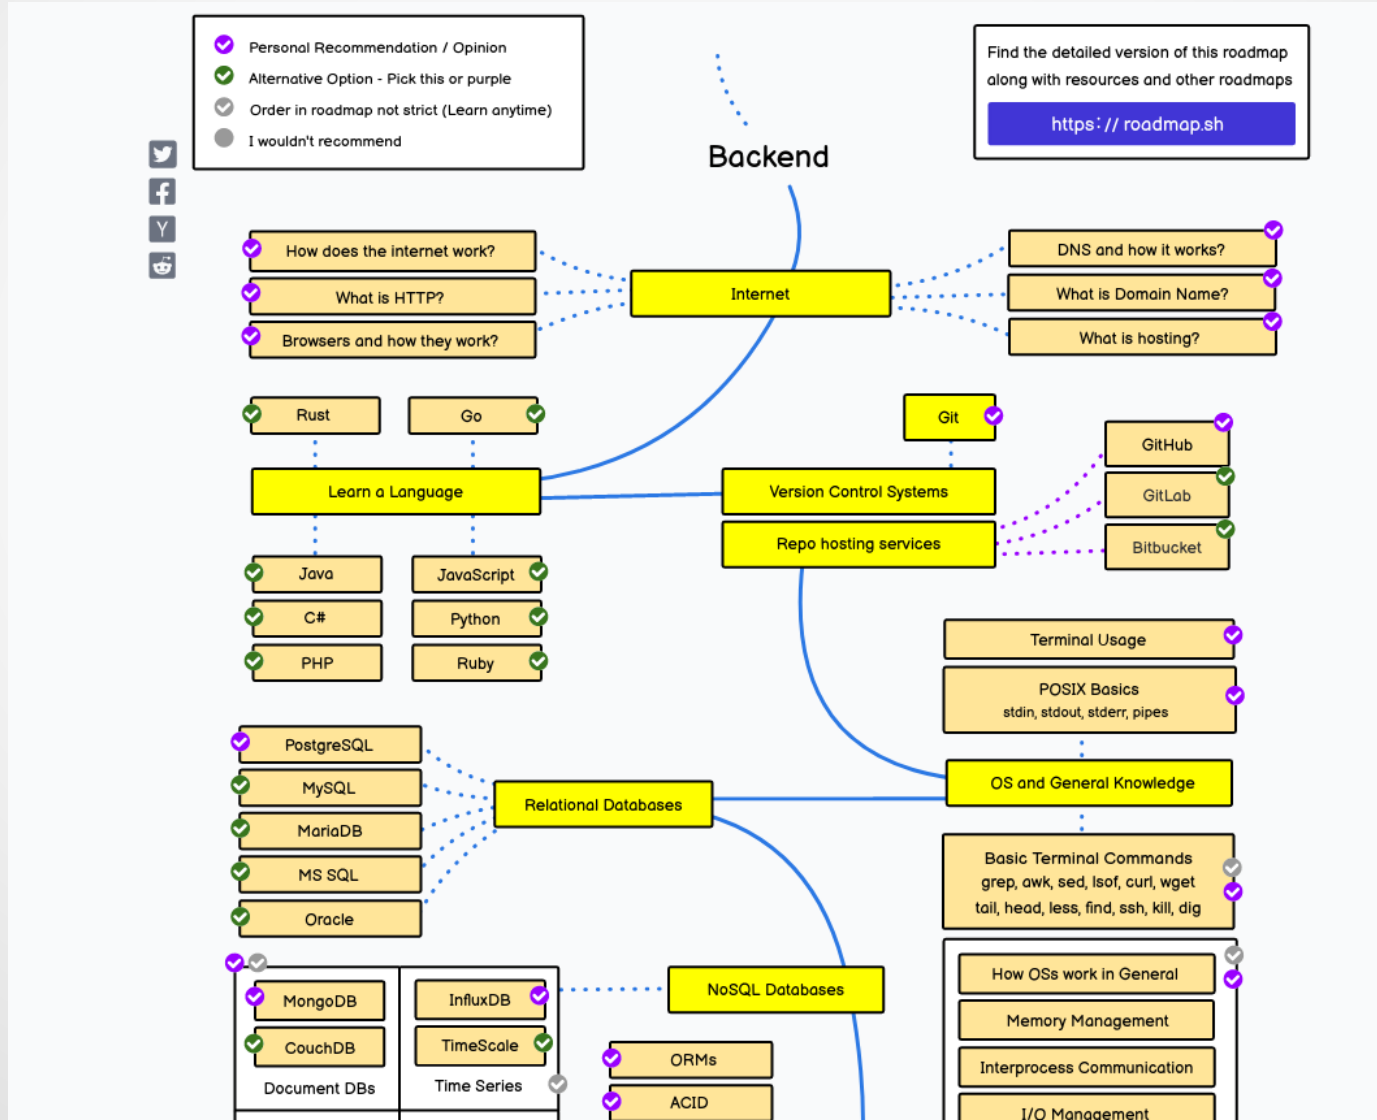 Personal Recommendation / Opinion
Alternative Option - Pick this or purple
Order in roadmap not strict (Learn anytime)
I wouldn't recommend
Find the detailed version of this roadmap
along with resources and other roadmaps
https://roadmap.sh
Backend
How does the internet work?
What is HTTP?
Browsers and how they work?
Internet
DNS and how it works?
What is Domain Name?
What is hosting?
Rust
Go
Learn a Language
Java
JavaScript
C#
Python
PHP
Ruby
Git
Version Control Systems
Repo hosting services
GitHub
GitLab
Bitbucket
Terminal Usage
POSIX Basics
stdin, stdout, stderr, pipes
OS and General Knowledge
Basic Terminal Commands
grep, awk, sed, lsof, curl, wget
tail, head, less, find, ssh, kill, dig
How OSs work in General
Memory Management
Interprocess Communication
I/O Management
PostgreSQL
MySQL
MariaDB
MS SQL
Oracle
Relational Databases
NoSQL Databases
MongoDB
CouchDB
Document DBs
InfluxDB
TimeScale
Time Series
ORMs
ACID